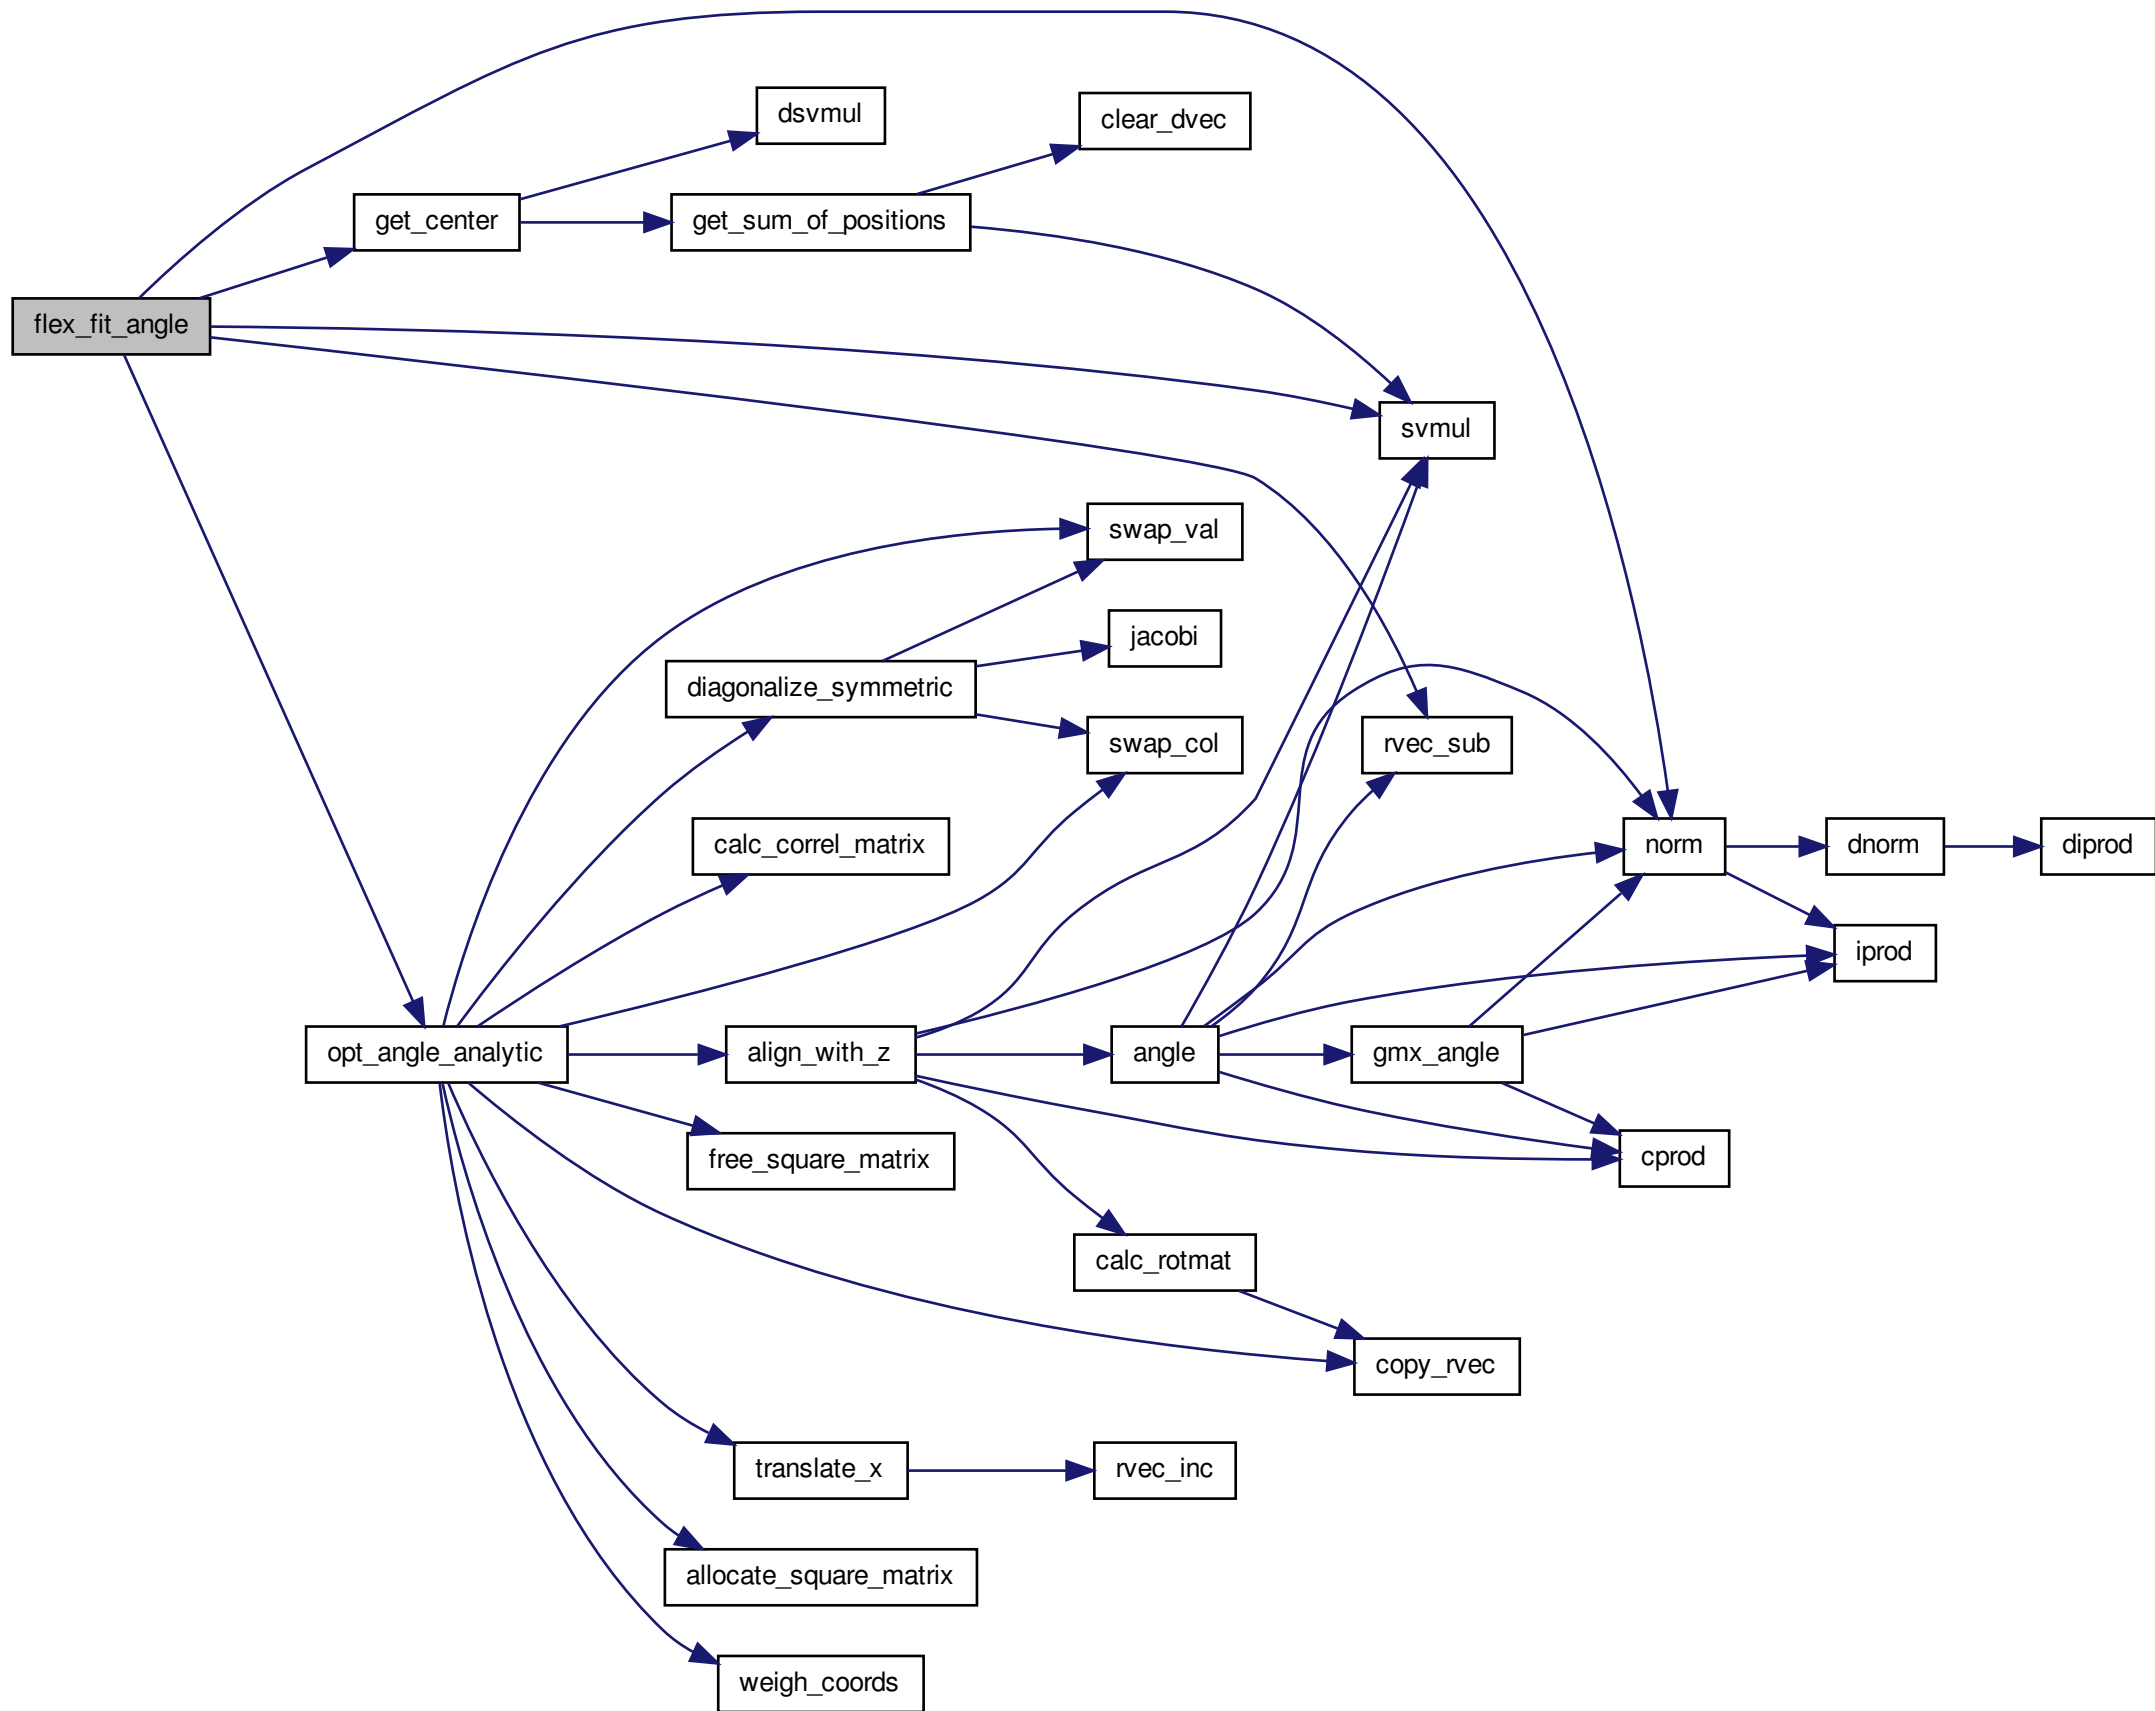 dsvmul
clear_dvec
get_center
get_sum_of_positions
flex_fit_angle
svmul
swap_val
jacobi
diagonalize_symmetric
swap_col
rvec_sub
calc_correl_matrix
norm
dnorm
diprod
iprod
opt_angle_analytic
align_with_z
angle
gmx_angle
free_square_matrix
cprod
calc_rotmat
copy_rvec
translate_x
rvec_inc
allocate_square_matrix
weigh_coords